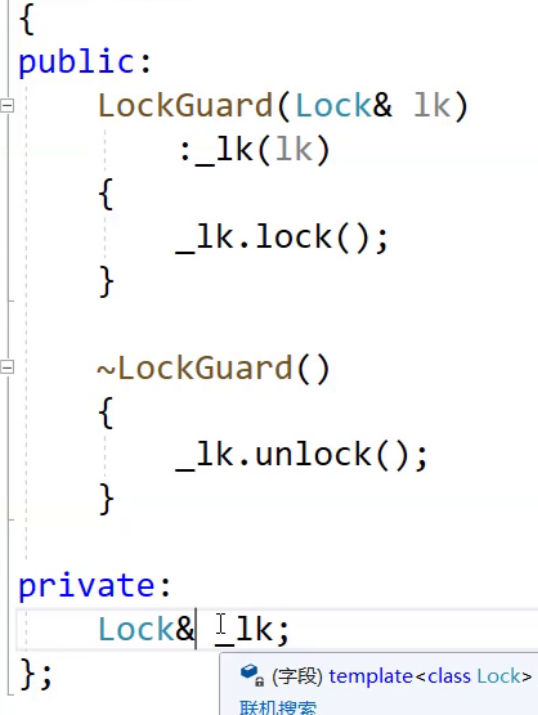 {
public:
LockGuard(Lock& lk)
:_lk(lk)
{
_lk.lock();
}
~LockGuard()
{
_lk.unlock();
}
private:
Lock& _lk;
};
(字段) template<class Lock>
联机搜索